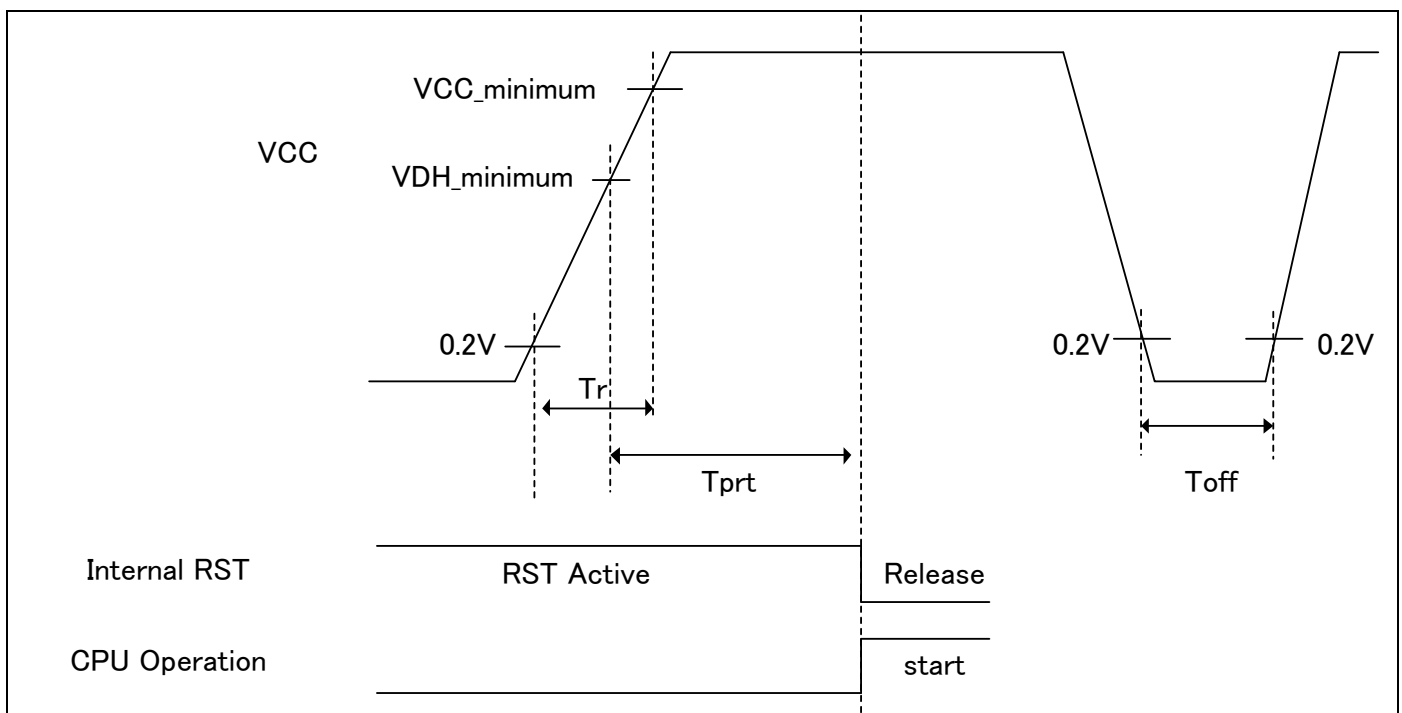 VCC_minimum
VCC
VDH_minimum
0.2V
0.2V
0.2V
Tr
Tprt
Toff
Internal RST
RST Active
Release
CPU Operation
start